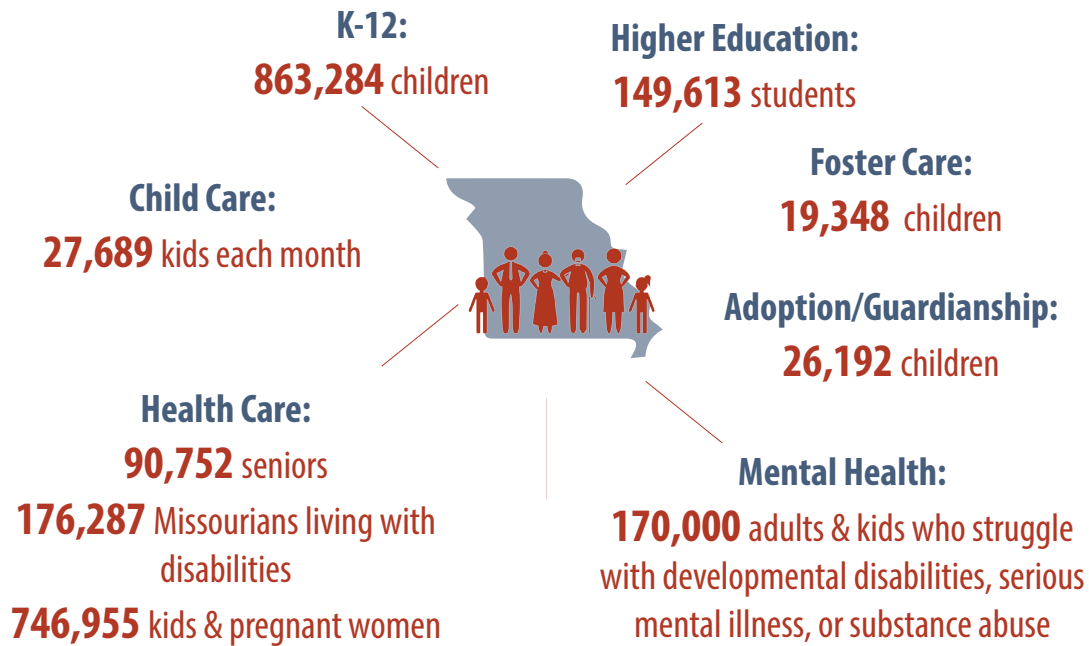 K-12:
863,284 children
Higher Education:
149,613 students
Child Care:
27,689 kids each month
Foster Care:
19,348 children
Adoption/Guardianship:
26,192 children
Health Care:
90,752 seniors
176,287 Missourians living with
disabilities
746,955 kids & pregnant women
Mental Health:
170,000 adults & kids who struggle
with developmental disabilities, serious
mental illness, or substance abuse